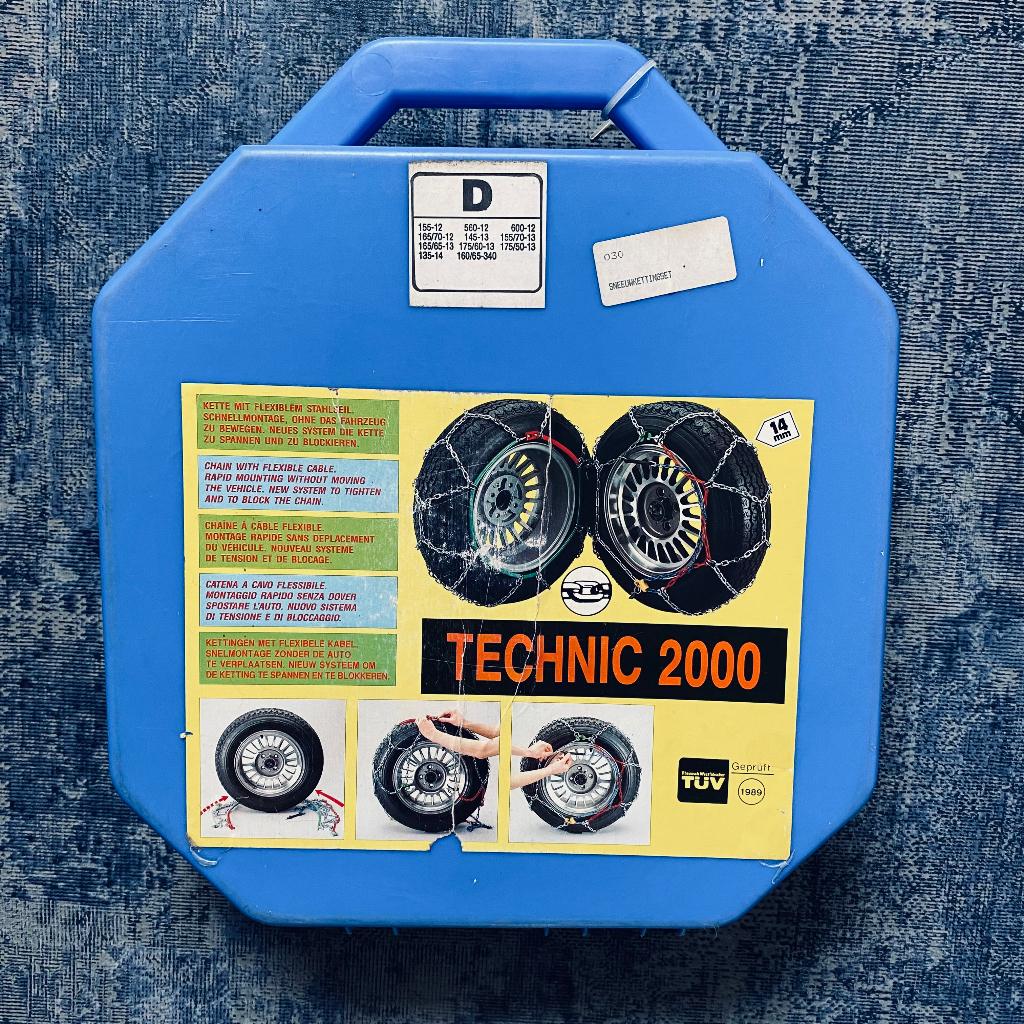 D
155-12 560-12 600-12
165/70-12 145-13 155/70-13
165/65-13 175/60-13 175/50-13
135-14 160/65-340
030
SNEEUWKETTINGSET
KETTE MIT FLEXIBLEM STAHLSEIL.
SCHNELLMONTAGE, OHNE DAS FAHRZEUG
ZU BEWEGEN. NEUES SYSTEM DIE KETTE
ZU SPANNEN UND ZU BLOCKIEREN.
CHAIN WITH FLEXIBLE CABLE.
RAPID MOUNTING WITHOUT MOVING
THE VEHICLE. NEW SYSTEM TO TIGHTEN
AND TO BLOCK THE CHAIN.
CHAÎNE À CÂBLE FLEXIBLE.
MONTAGE RAPIDE SANS DEPLACEMENT
DU VÉHICULE. NOUVEAU SYSTEME
DE TENSION ET DE BLOCAGE.
CATENA A CAVO FLESSIBILE.
MONTAGGIO RAPIDO SENZA DOVER
SPOSTARE L'AUTO. NUOVO SISTEMA
DI TENSIONE E DI BLOCCAGGIO.
KETTINGEN MET FLEXIBELE KABEL.
SNELMONTAGE ZONDER DE AUTO
TE VERPLAATSEN. NIEUW SYSTEEM OM
DE KETTING TE SPANNEN EN TE BLOKKEREN.
14
mm
TECHNIC 2000
TÜV
Geprüft
1989